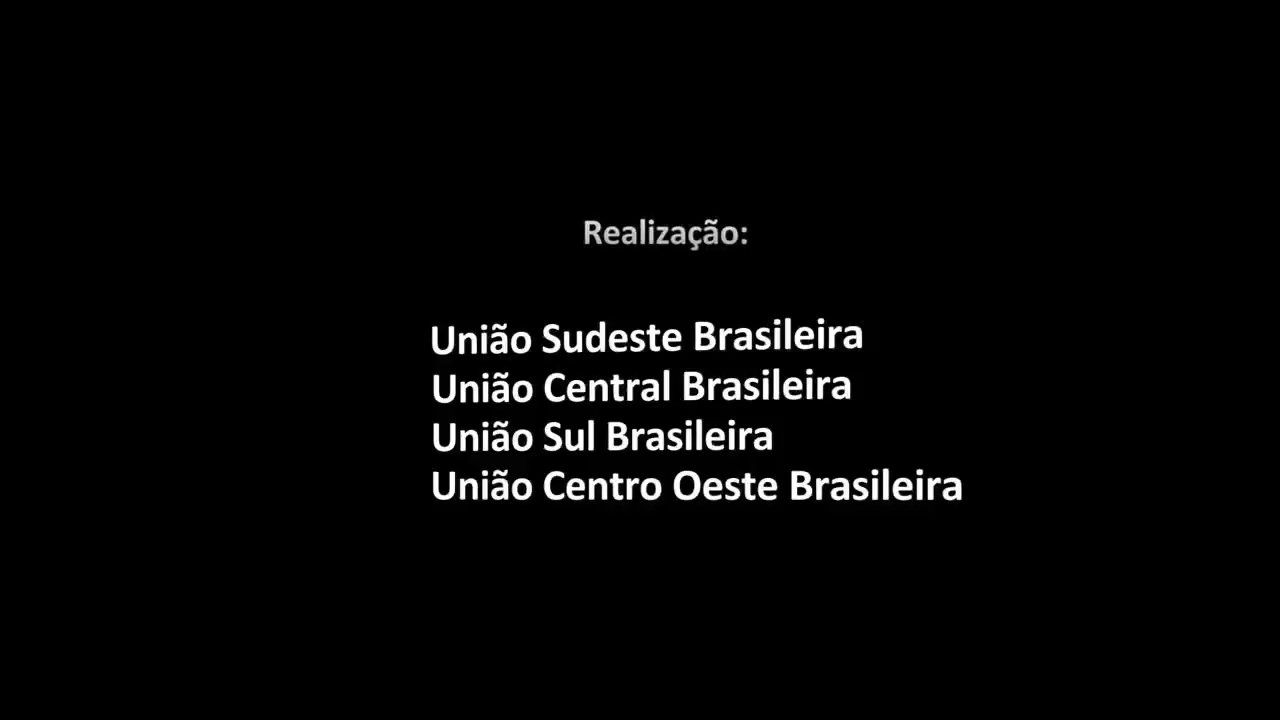 Realização:
União Sudeste Brasileira
União Central Brasileira
União Sul Brasileira
União Centro Oeste Brasileira